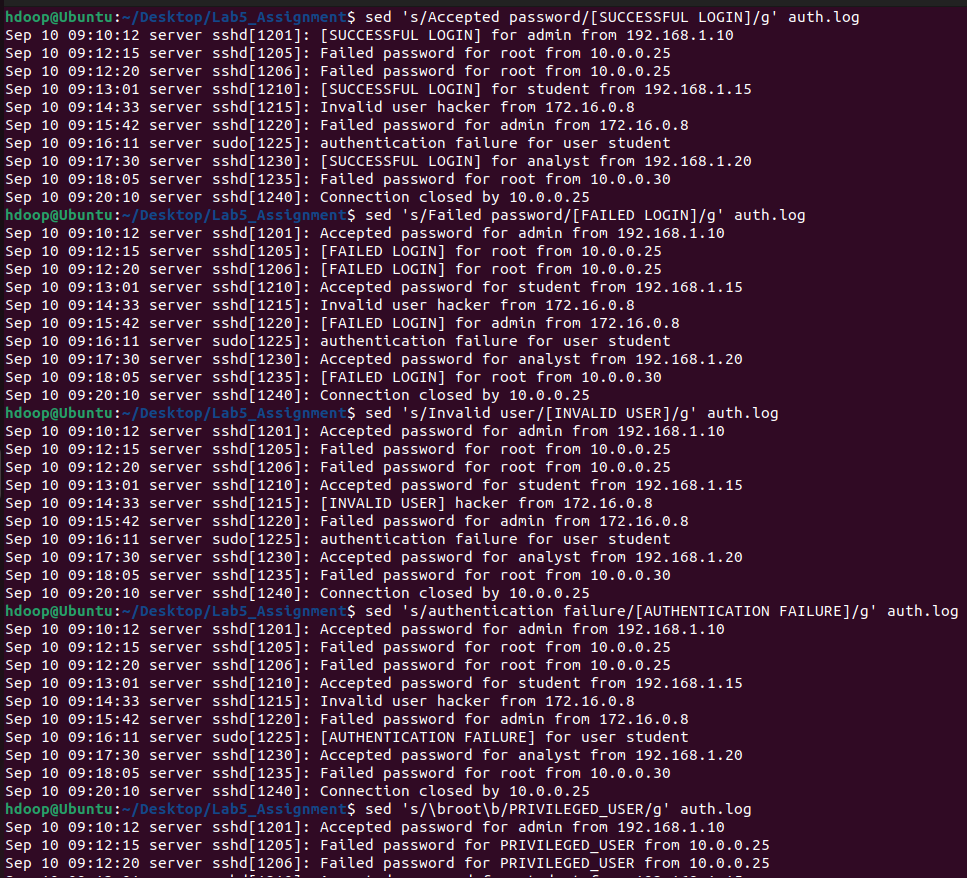 hdoop@Ubuntu:~/Desktop/Lab5_Assignment$ sed 's/Accepted password/[SUCCESSFUL LOGIN]/g' auth.log
Sep 10 09:10:12 server sshd[1201]: [SUCCESSFUL LOGIN] for admin from 192.168.1.10
Sep 10 09:12:15 server sshd[1205]: Failed password for root from 10.0.0.25
Sep 10 09:12:20 server sshd[1206]: Failed password for root from 10.0.0.25
Sep 10 09:13:01 server sshd[1210]: [SUCCESSFUL LOGIN] for student from 192.168.1.15
Sep 10 09:14:33 server sshd[1215]: Invalid user hacker from 172.16.0.8
Sep 10 09:15:42 server sshd[1220]: Failed password for admin from 172.16.0.8
Sep 10 09:16:11 server sudo[1225]: authentication failure for user student
Sep 10 09:17:30 server sshd[1230]: [SUCCESSFUL LOGIN] for analyst from 192.168.1.20
Sep 10 09:18:05 server sshd[1235]: Failed password for root from 10.0.0.30
Sep 10 09:20:10 server sshd[1240]: Connection closed by 10.0.0.25
hdoop@Ubuntu:~/Desktop/Lab5_Assignment$ sed 's/Failed password/[FAILED LOGIN]/g' auth.log
Sep 10 09:10:12 server sshd[1201]: Accepted password for admin from 192.168.1.10
Sep 10 09:12:15 server sshd[1205]: [FAILED LOGIN] for root from 10.0.0.25
Sep 10 09:12:20 server sshd[1206]: [FAILED LOGIN] for root from 10.0.0.25
Sep 10 09:13:01 server sshd[1210]: Accepted password for student from 192.168.1.15
Sep 10 09:14:33 server sshd[1215]: Invalid user hacker from 172.16.0.8
Sep 10 09:15:42 server sshd[1220]: [FAILED LOGIN] for admin from 172.16.0.8
Sep 10 09:16:11 server sudo[1225]: authentication failure for user student
Sep 10 09:17:30 server sshd[1230]: Accepted password for analyst from 192.168.1.20
Sep 10 09:18:05 server sshd[1235]: [FAILED LOGIN] for root from 10.0.0.30
Sep 10 09:20:10 server sshd[1240]: Connection closed by 10.0.0.25
hdoop@Ubuntu:~/Desktop/Lab5_Assignment$ sed 's/Invalid user/[INVALID USER]/g' auth.log
Sep 10 09:10:12 server sshd[1201]: Accepted password for admin from 192.168.1.10
Sep 10 09:12:15 server sshd[1205]: Failed password for root from 10.0.0.25
Sep 10 09:12:20 server sshd[1206]: Failed password for root from 10.0.0.25
Sep 10 09:13:01 server sshd[1210]: Accepted password for student from 192.168.1.15
Sep 10 09:14:33 server sshd[1215]: [INVALID USER] hacker from 172.16.0.8
Sep 10 09:15:42 server sshd[1220]: Failed password for admin from 172.16.0.8
Sep 10 09:16:11 server sudo[1225]: authentication failure for user student
Sep 10 09:17:30 server sshd[1230]: Accepted password for analyst from 192.168.1.20
Sep 10 09:18:05 server sshd[1235]: Failed password for root from 10.0.0.30
Sep 10 09:20:10 server sshd[1240]: Connection closed by 10.0.0.25
hdoop@Ubuntu:~/Desktop/Lab5_Assignment$ sed 's/authentication failure/[AUTHENTICATION FAILURE]/g' auth.log
Sep 10 09:10:12 server sshd[1201]: Accepted password for admin from 192.168.1.10
Sep 10 09:12:15 server sshd[1205]: Failed password for root from 10.0.0.25
Sep 10 09:12:20 server sshd[1206]: Failed password for root from 10.0.0.25
Sep 10 09:13:01 server sshd[1210]: Accepted password for student from 192.168.1.15
Sep 10 09:14:33 server sshd[1215]: Invalid user hacker from 172.16.0.8
Sep 10 09:15:42 server sshd[1220]: Failed password for admin from 172.16.0.8
Sep 10 09:16:11 server sudo[1225]: [AUTHENTICATION FAILURE] for user student
Sep 10 09:17:30 server sshd[1230]: Accepted password for analyst from 192.168.1.20
Sep 10 09:18:05 server sshd[1235]: Failed password for root from 10.0.0.30
Sep 10 09:20:10 server sshd[1240]: Connection closed by 10.0.0.25
hdoop@Ubuntu:~/Desktop/Lab5_Assignment$ sed 's/\broot\b/PRIVILEGED_USER/g' auth.log
Sep 10 09:10:12 server sshd[1201]: Accepted password for admin from 192.168.1.10
Sep 10 09:12:15 server sshd[1205]: Failed password for PRIVILEGED_USER from 10.0.0.25
Sep 10 09:12:20 server sshd[1206]: Failed password for PRIVILEGED_USER from 10.0.0.25